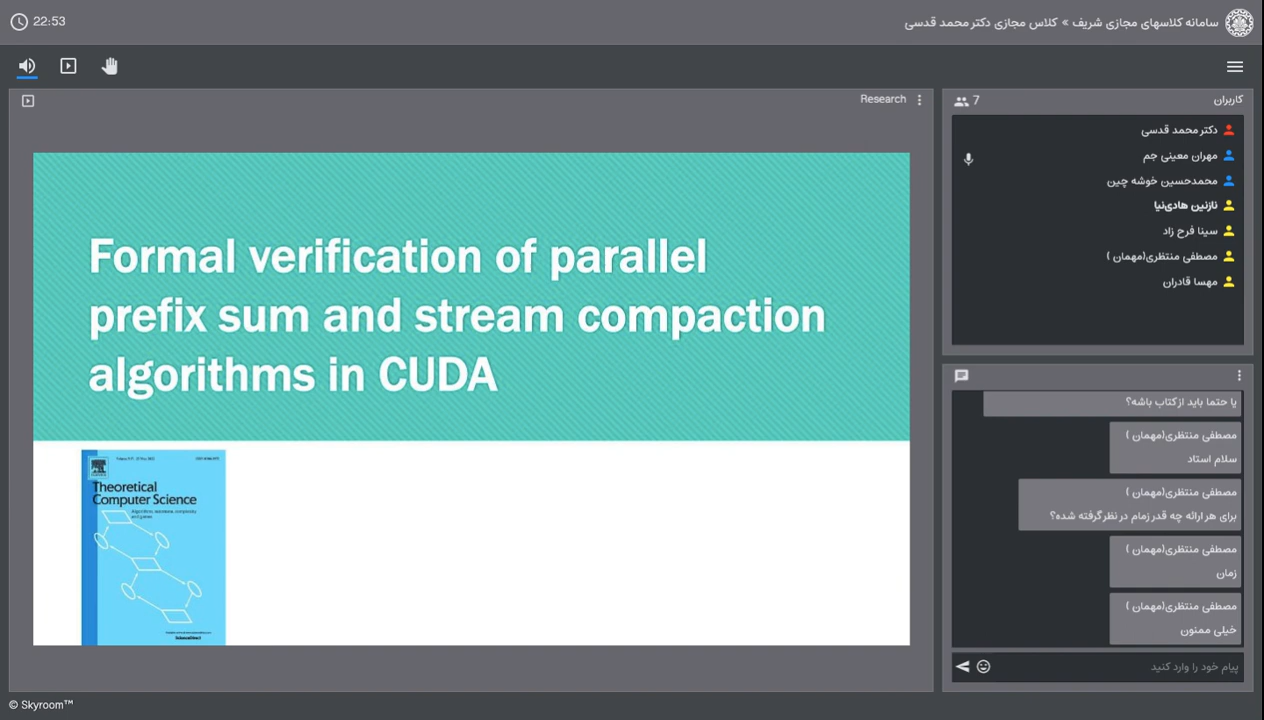 22:53
سامانه کلاسهای مجازی شریف » کلاس مجازی دکتر محمد قدسی
Research
Formal verification of parallel
prefix sum and stream compaction
algorithms in CUDA
Theoretical
Computer Science
7
کاربران
دکتر محمد قدسی
مهران معینی جم
محمدحسین خوشه چین
نازنین هادی‌نیا
سینا فرح زاد
مصطفی منتظری(مهمان )
مهسا قادران
یا حتما باید از کتاب باشه؟
مصطفی منتظری(مهمان )
سلام استاد
مصطفی منتظری(مهمان )
برای هر ارائه چه قدر زمام در نظر گرفته شده؟
مصطفی منتظری(مهمان )
زمان
مصطفی منتظری(مهمان )
خیلی ممنون
پیام خود را وارد کنید
© Skyroom™